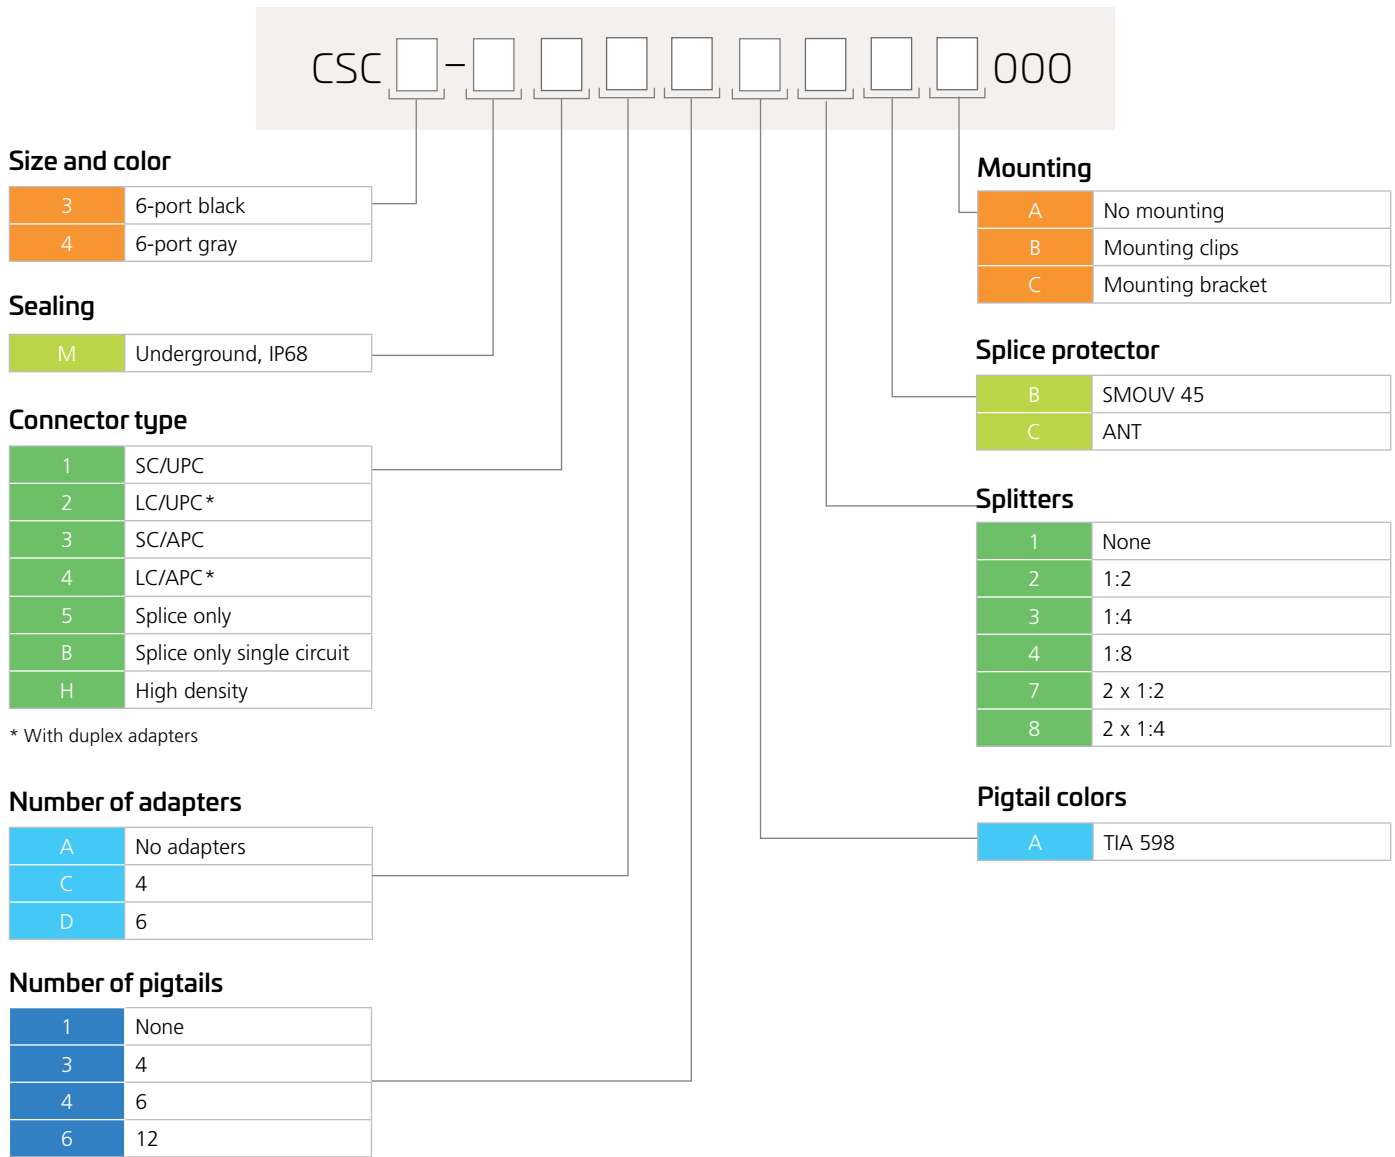 CSC - 000
Size and color
3 6-port black
4 6-port gray
Sealing
M Underground, IP68
Connector type
1 SC/UPC
2 LC/UPC*
3 SC/APC
4 LC/APC*
5 Splice only
B Splice only single circuit
H High density
* With duplex adapters
Number of adapters
A No adapters
C 4
D 6
Number of pigtails
1 None
3 4
4 6
6 12
Mounting
A No mounting
B Mounting clips
C Mounting bracket
Splice protector
B SMOUV 45
C ANT
Splitters
1 None
2 1:2
3 1:4
4 1:8
7 2 x 1:2
8 2 x 1:4
Pigtail colors
A TIA 598